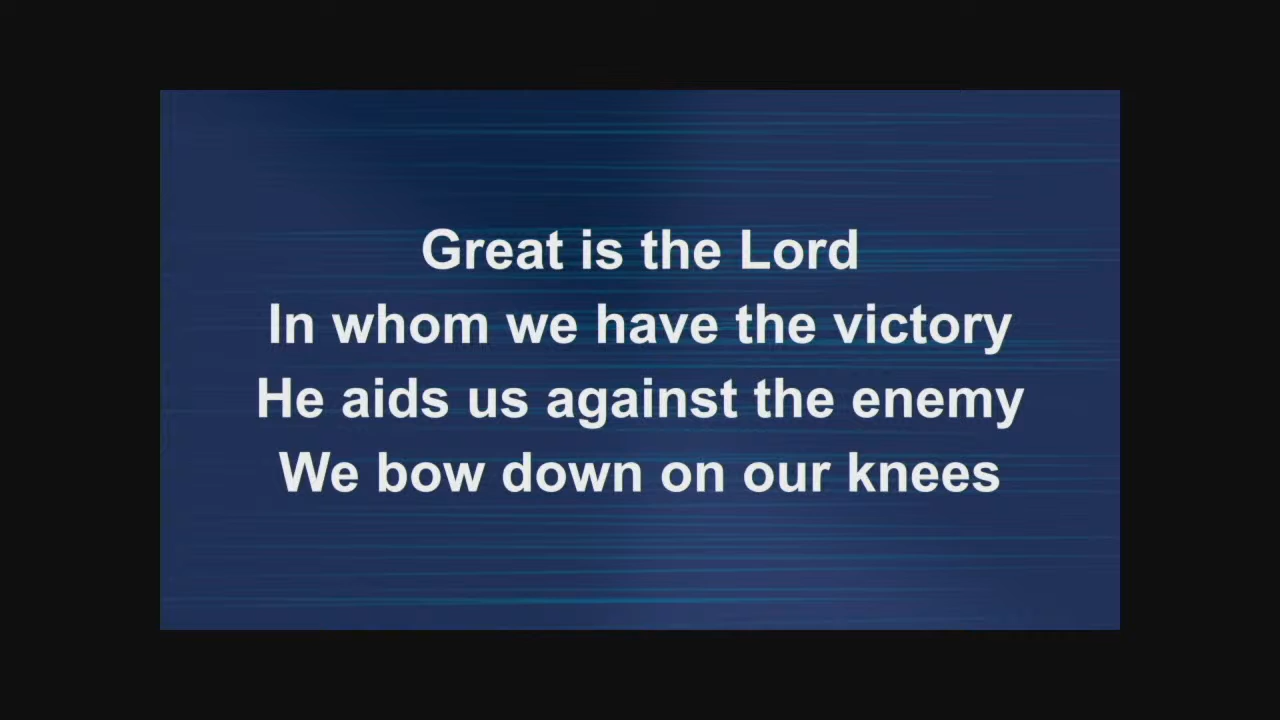 Great is the Lord
In whom we have the victory
He aids us against the enemy
We bow down on our knees